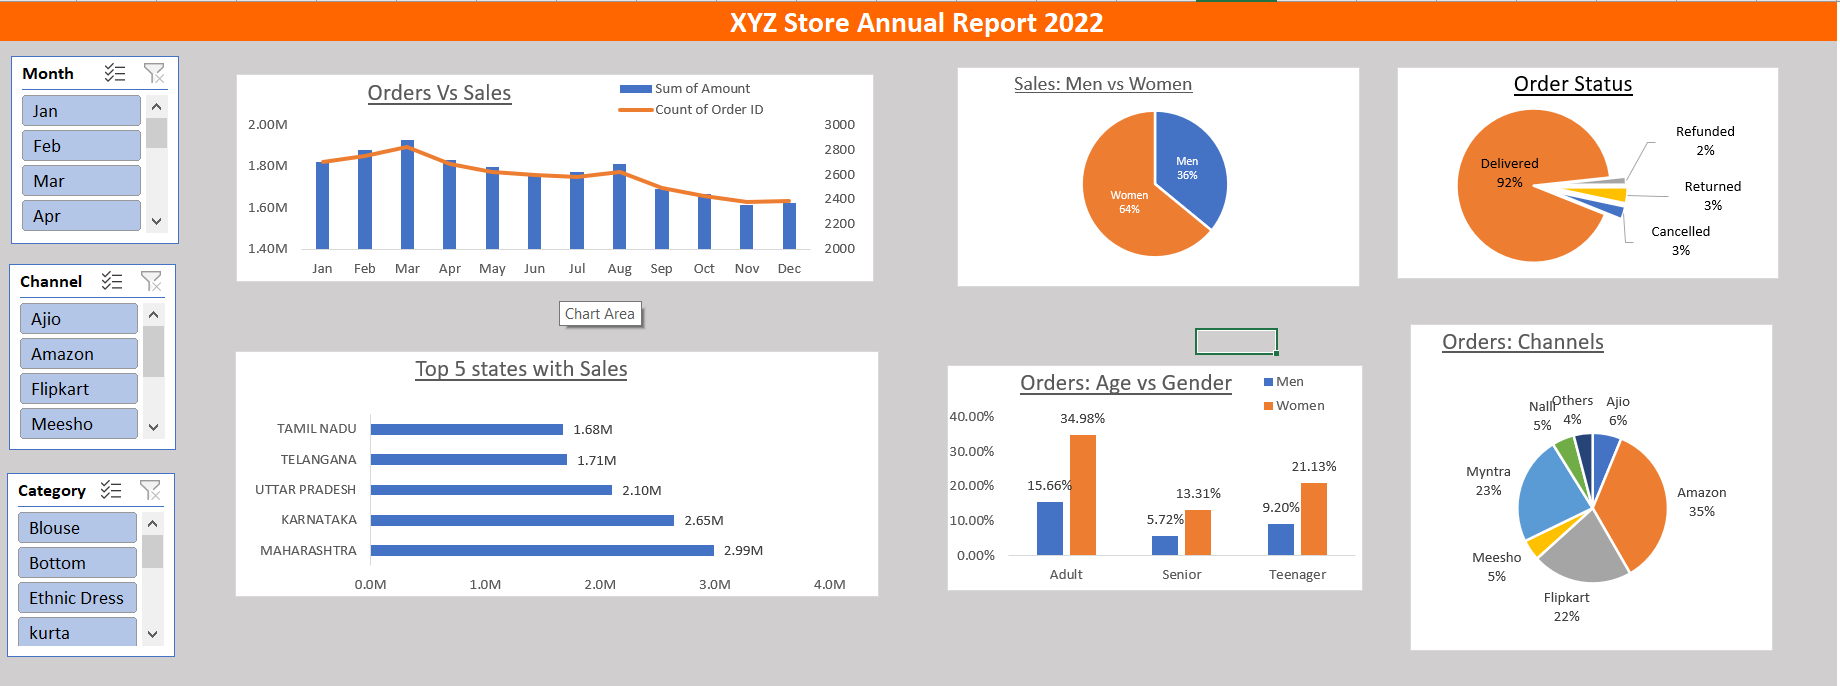 XYZ Store Annual Report 2022
Month
Jan
Feb
Mar
Apr
Channel
Ajio
Amazon
Flipkart
Meesho
Category
Blouse
Bottom
Ethnic Dress
kurta
Orders Vs Sales
Sum of Amount
Count of Order ID
2.00M
1.80M
1.60M
1.40M
3000
2800
2600
2400
2200
2000
Jan Feb Mar Apr May Jun Jul Aug Sep Oct Nov Dec
Chart Area
Sales: Men vs Women
Men
36%
Women
64%
Order Status
Delivered
92%
Refunded
2%
Returned
3%
Cancelled
3%
Top 5 states with Sales
TAMIL NADU 1.68M
TELANGANA 1.71M
UTTAR PRADESH 2.10M
KARNATAKA 2.65M
MAHARASHTRA 2.99M
0.0M 1.0M 2.0M 3.0M 4.0M
Orders: Age vs Gender
Men
Women
40.00%
30.00%
20.00%
10.00%
0.00%
15.66%
34.98%
5.72%
13.31%
9.20%
21.13%
Adult Senior Teenager
Orders: Channels
Nalli
5%
Others
4%
Ajio
6%
Myntra
23%
Amazon
35%
Meesho
5%
Flipkart
22%